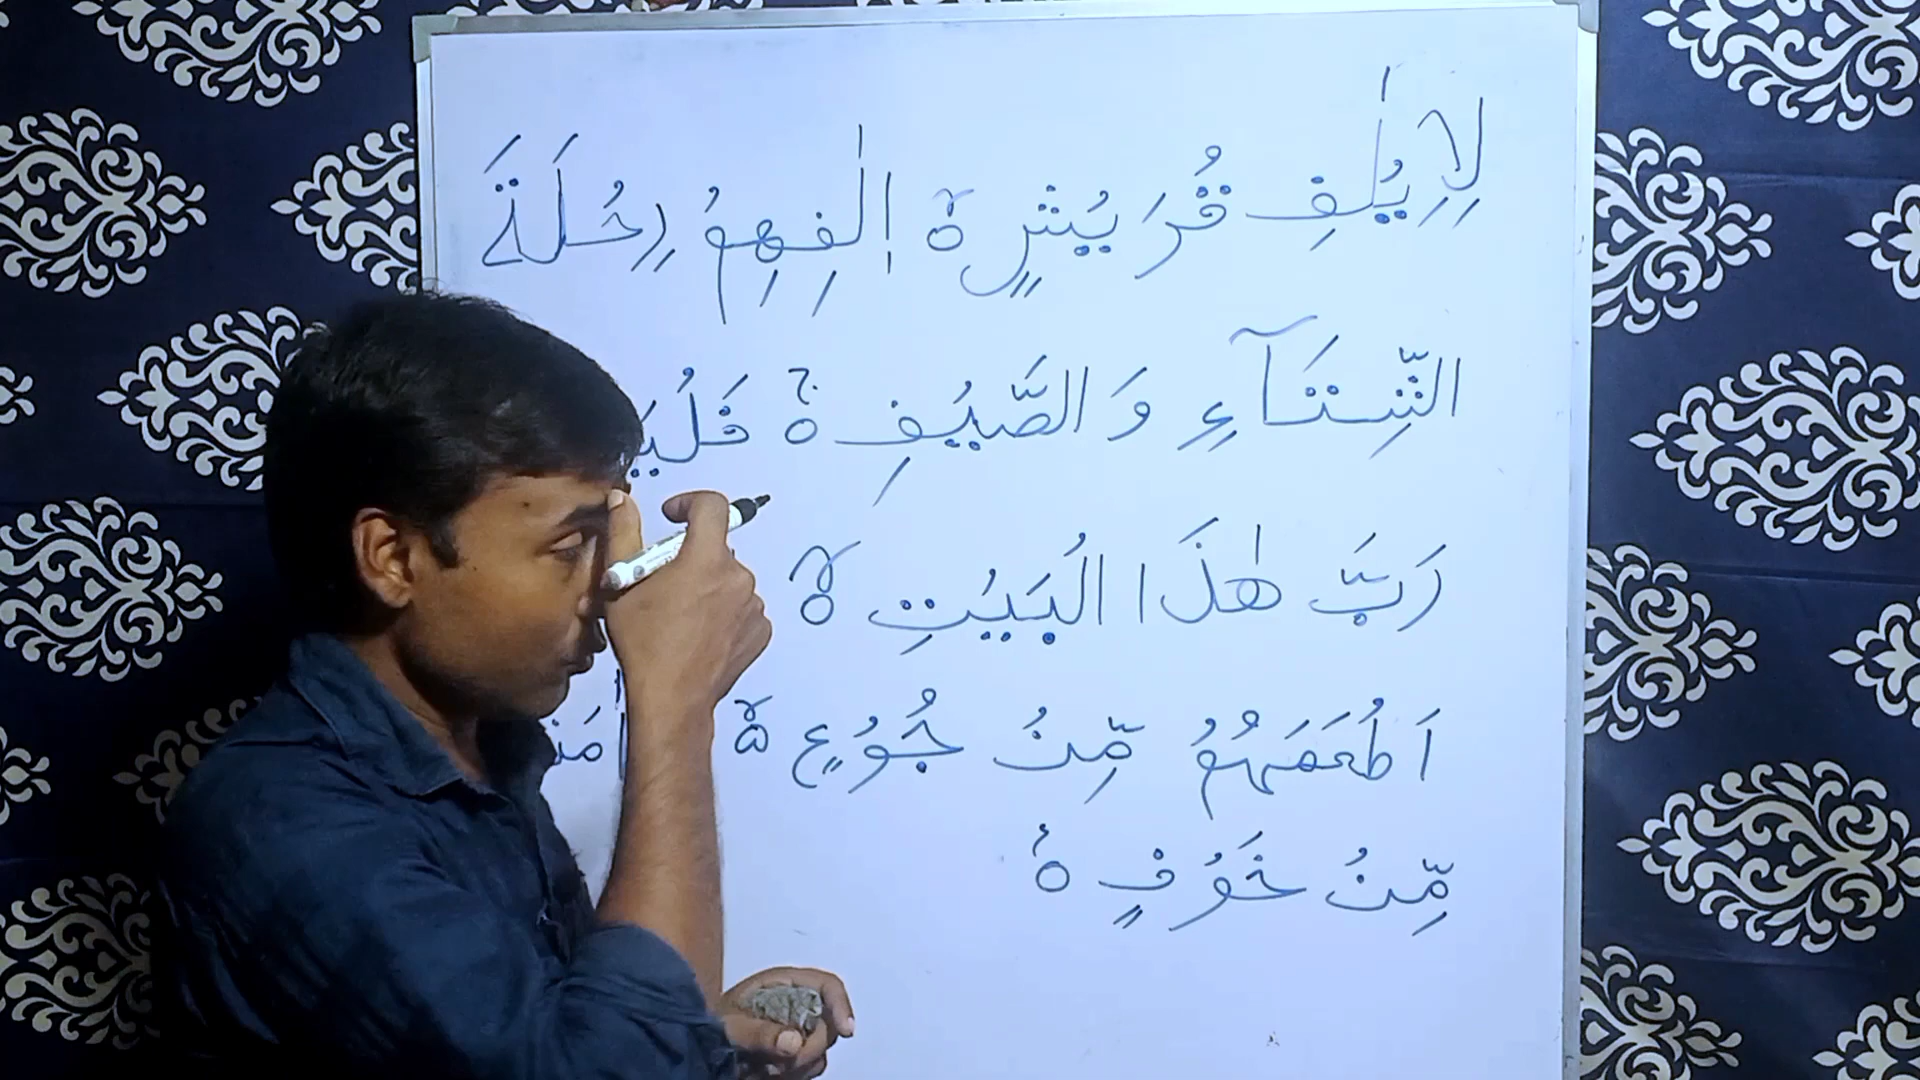 لِاِيْلٰفِ قُرَيْشٍ ۙ اٖلٰفِهِمْ رِحْلَةَ
الشِّتَآءِ وَ الصَّيْفِ ۚ
رَبَّ هٰذَا الْبَيْتِ ۙ
اَطْعَمَهُمْ مِّنْ جُوْعٍ ۙ
مِّنْ خَوْفٍ